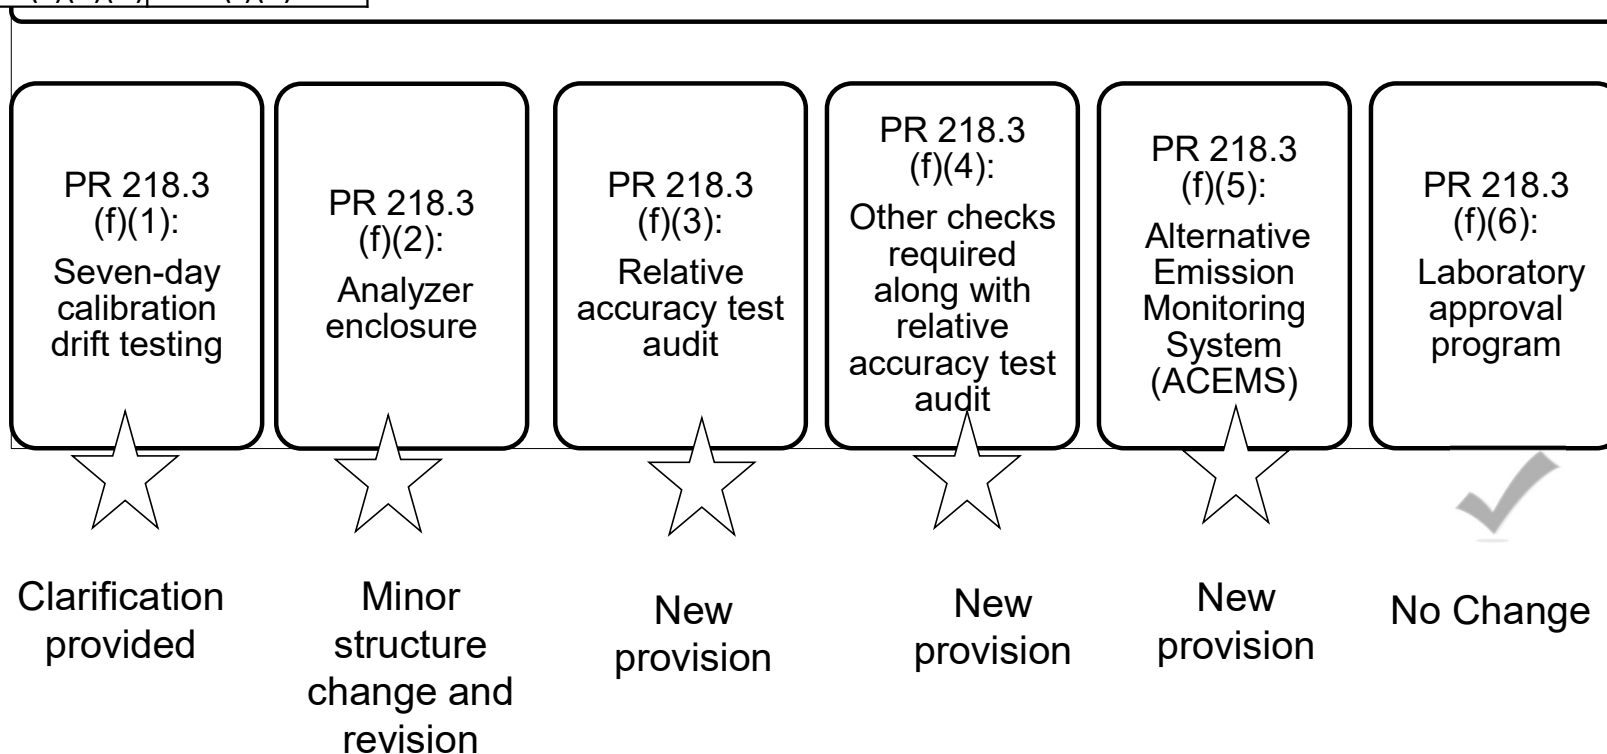 PR 218.3
(f)(1):
Seven-day
calibration
drift testing
PR 218.3
(f)(2):
Analyzer
enclosure
PR 218.3
(f)(3):
Relative
accuracy test
audit
PR 218.3
(f)(4):
Other checks
required
along with
relative
accuracy test
audit
PR 218.3
(f)(5):
Alternative
Emission
Monitoring
System
(ACEMS)
PR 218.3
(f)(6):
Laboratory
approval
program
Clarification
provided
Minor
structure
change and
revision
New
provision
New
provision
New
provision
No Change